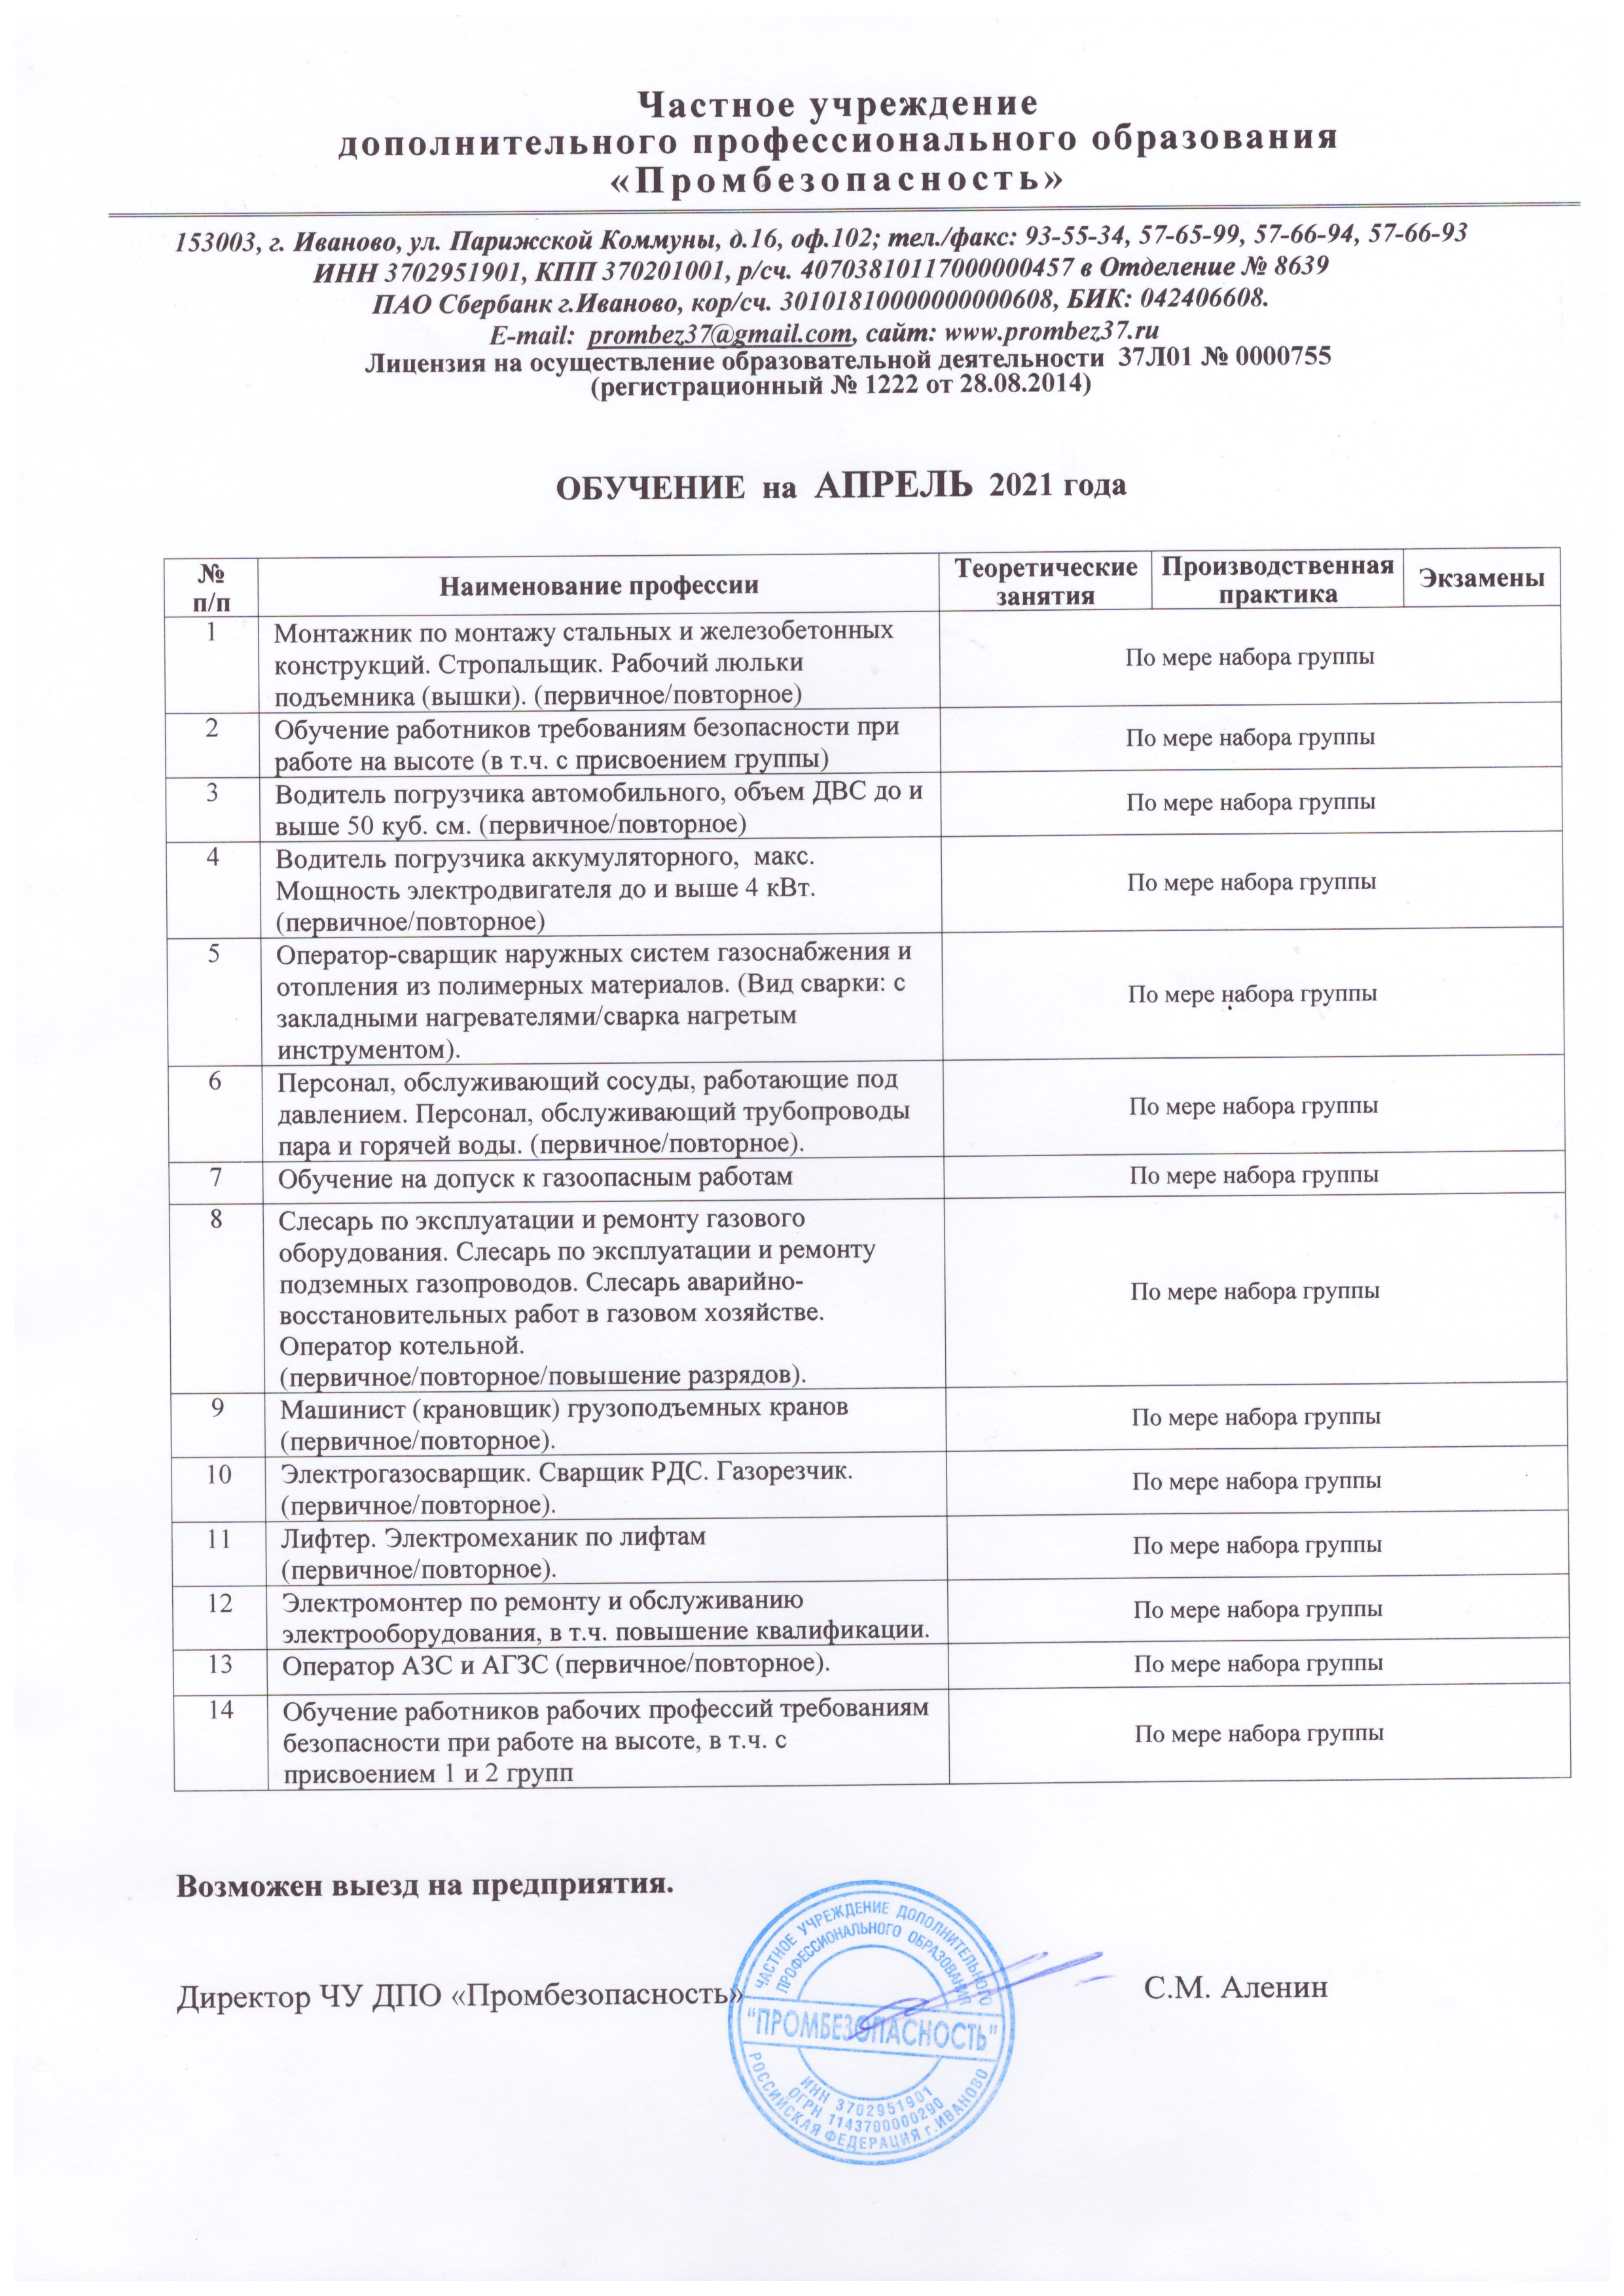 Частное учреждение
дополнительного профессионального образования
«Промбезопасность»
153003, г. Иваново, ул. Парижской Коммуны, д.16, оф.102; тел./факс: 93-55-34, 57-65-99, 57-66-94, 57-66-93
ИНН 3702951901, КПП 370201001, р/сч. 40703810117000000457 в Отделение № 8639
ПАО Сбербанк г.Иваново, кор/сч. 30101810000000000608, БИК: 042406608.
E-mail: prombez37@gmail.com, сайт: www.prombez37.ru
Лицензия на осуществление образовательной деятельности 37Л01 № 0000755
(регистрационный № 1222 от 28.08.2014)
ОБУЧЕНИЕ на АПРЕЛЬ 2021 года
№ п/п Наименование профессии Теоретические занятия Производственная практика Экзамены
1 Монтажник по монтажу стальных и железобетонных
конструкций. Стропальщик. Рабочий люльки
подъемника (вышки). (первичное/повторное)
По мере набора группы
2 Обучение работников требованиям безопасности при
работе на высоте (в т.ч. с присвоением группы)
По мере набора группы
3 Водитель погрузчика автомобильного, объем ДВС до и
выше 50 куб. см. (первичное/повторное)
По мере набора группы
4 Водитель погрузчика аккумуляторного, макс.
Мощность электродвигателя до и выше 4 кВт.
(первичное/повторное)
По мере набора группы
5 Оператор-сварщик наружных систем газоснабжения и
отопления из полимерных материалов. (Вид сварки: с
закладными нагревателями/сварка нагретым
инструментом).
По мере набора группы
6 Персонал, обслуживающий сосуды, работающие под
давлением. Персонал, обслуживающий трубопроводы
пара и горячей воды. (первичное/повторное).
По мере набора группы
7 Обучение на допуск к газоопасным работам
По мере набора группы
8 Слесарь по эксплуатации и ремонту газового
оборудования. Слесарь по эксплуатации и ремонту
подземных газопроводов. Слесарь аварийно-
восстановительных работ в газовом хозяйстве.
Оператор котельной.
(первичное/повторное/повышение разрядов).
По мере набора группы
9 Машинист (крановщик) грузоподъемных кранов
(первичное/повторное).
По мере набора группы
10 Электрогазосварщик. Сварщик РДС. Газорезчик.
(первичное/повторное).
По мере набора группы
11 Лифтер. Электромеханик по лифтам
(первичное/повторное).
По мере набора группы
12 Электромонтер по ремонту и обслуживанию
электрооборудования, в т.ч. повышение квалификации.
По мере набора группы
13 Оператор АЗС и АГЗС (первичное/повторное).
По мере набора группы
14 Обучение работников рабочих профессий требованиям
безопасности при работе на высоте, в т.ч. с
присвоением 1 и 2 групп
По мере набора группы
Возможен выезд на предприятия.
Директор ЧУ ДПО «Промбезопасность» С.М. Аленин
ЧАСТНОЕ УЧРЕЖДЕНИЕ ДОПОЛНИТЕЛЬНОГО
ПРОФЕССИОНАЛЬНОГО ОБРАЗОВАНИЯ
"ПРОМБЕЗОПАСНОСТЬ"
ИНН 3702951901
ОГРН 1143700000290
РОССИЙСКАЯ ФЕДЕРАЦИЯ г.ИВАНОВО